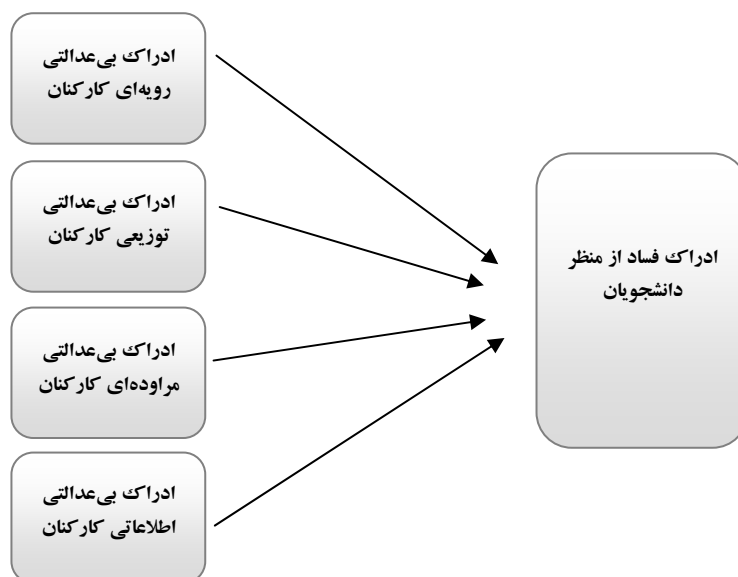 ادراک بی‌عدالتی
رویه‌ای کارکنان
ادراک بی‌عدالتی
توزیعی کارکنان
ادراک بی‌عدالتی
مراوده‌ای کارکنان
ادراک بی‌عدالتی
اطلاعاتی کارکنان
ادراک فساد از منظر
دانشجویان